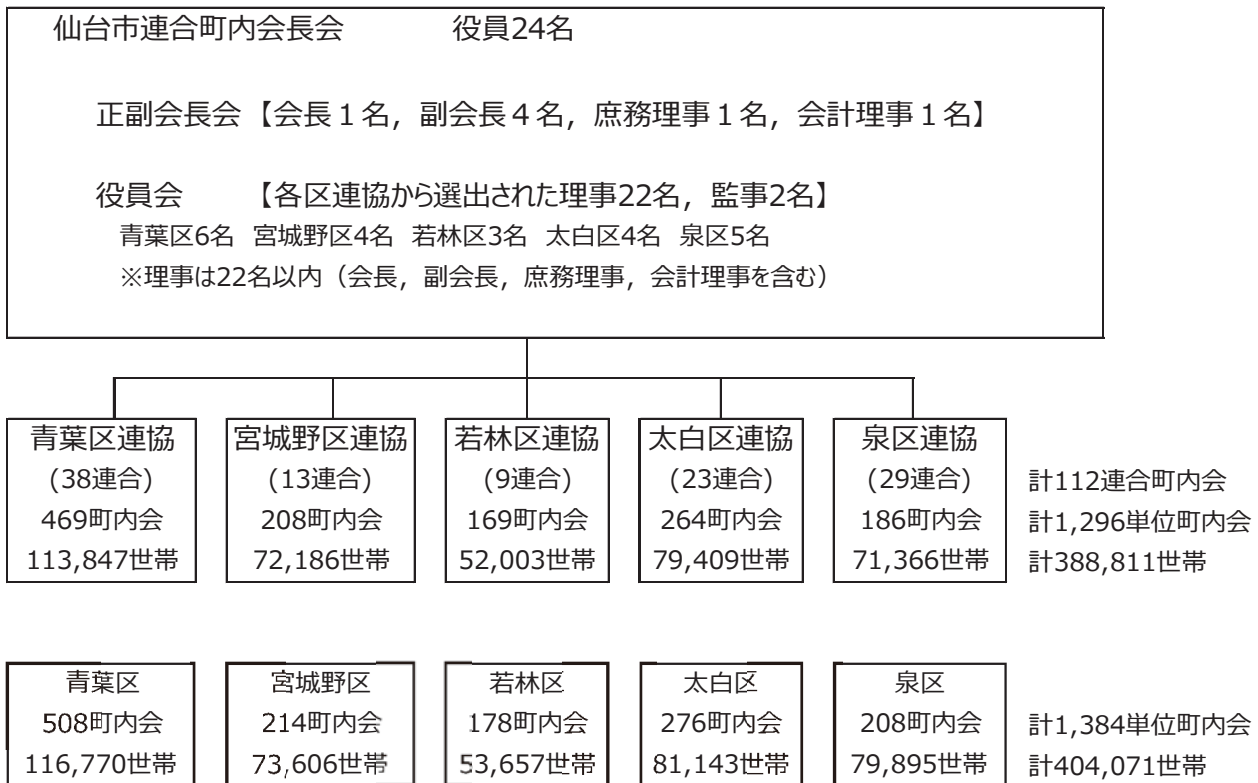 仙台市連合町内会長会　　　役員24名
正副会長会【会長１名，副会長４名，庶務理事１名，会計理事１名】
役員会　　【各区連協から選出された理事22名，監事2名】
青葉区6名 宮城野区4名 若林区3名 太白区4名 泉区5名
※理事は22名以内（会長，副会長，庶務理事，会計理事を含む）
青葉区連協 宮城野区連協 若林区連協 太白区連協 泉区連協
(38連合) (13連合) (9連合) (23連合) (29連合) 計112連合町内会
469町内会 208町内会 169町内会 264町内会 186町内会 計1,296単位町内会
113,847世帯 72,186世帯 52,003世帯 79,409世帯 71,366世帯 計388,811世帯
青葉区 宮城野区 若林区 太白区 泉区
508町内会 214町内会 178町内会 276町内会 208町内会 計1,384単位町内会
116,770世帯 73,606世帯 53,657世帯 81,143世帯 79,895世帯 計404,071世帯